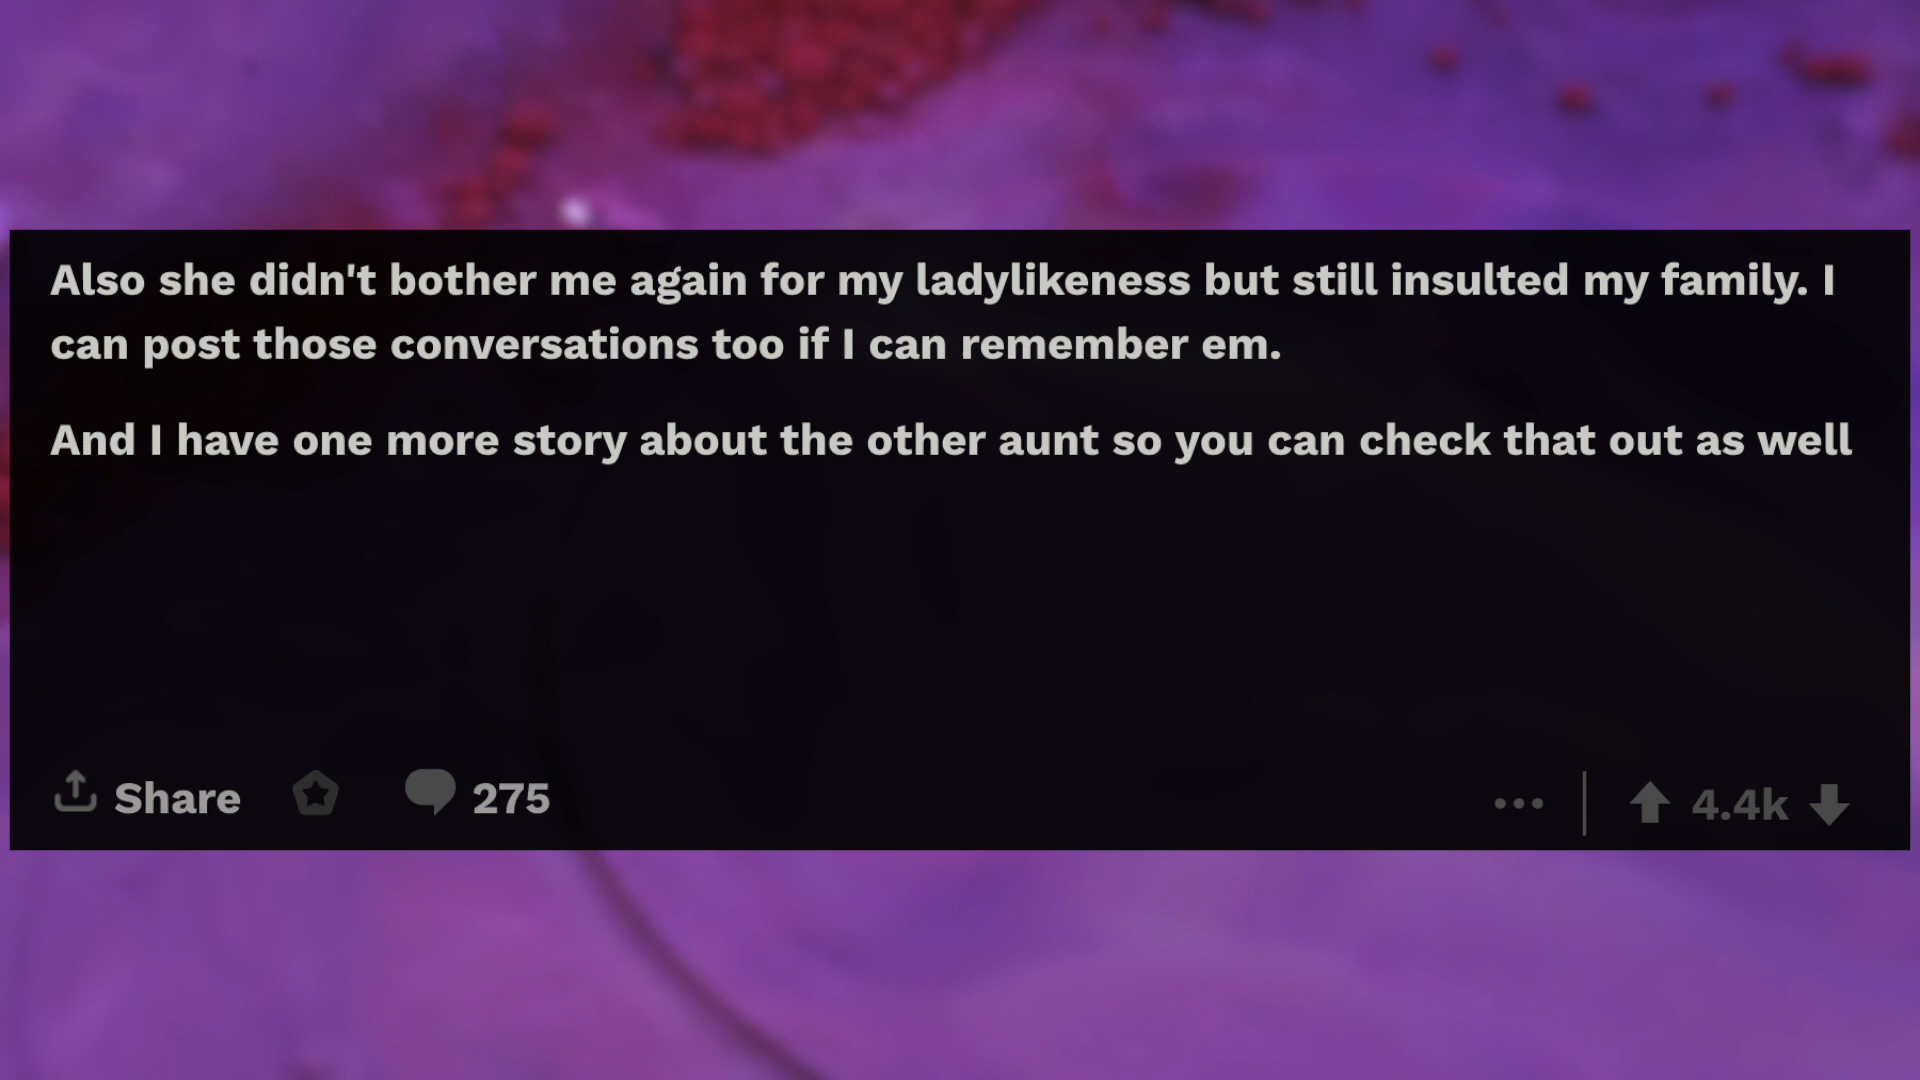 Also she didn't bother me again for my ladylikeness but still insulted my family. I
can post those conversations too if I can remember em.
And I have one more story about the other aunt so you can check that out as well
Share 275 4.4k